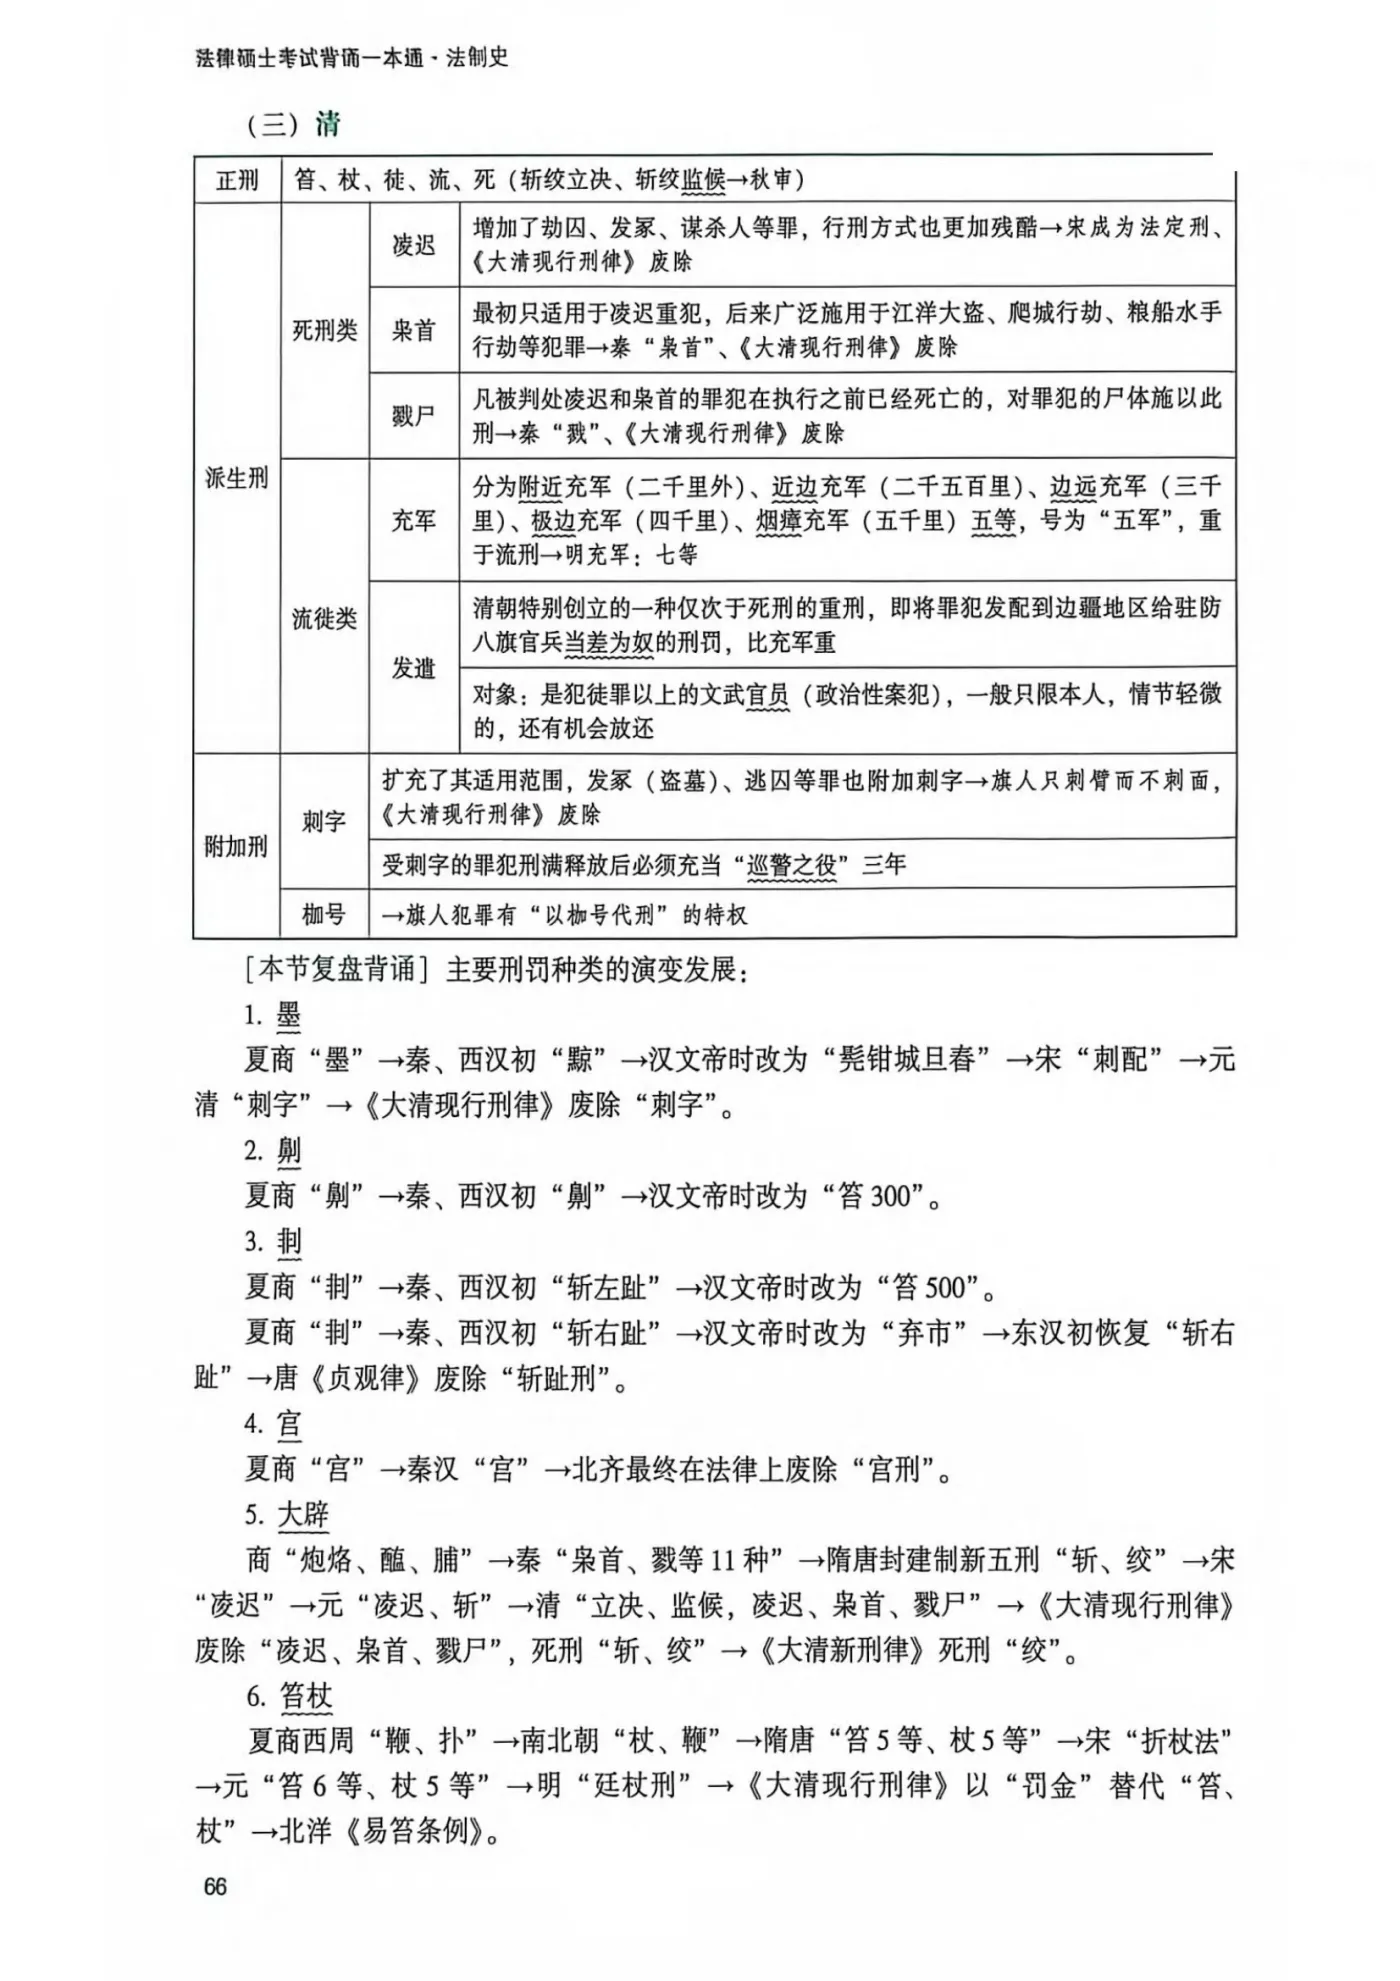 法律硕士考试背诵一本通·法制史
（三）清
正刑
笞、杖、徒、流、死（斩绞立决、斩绞监候→秋审）
派生刑
死刑类
凌迟
增加了劫囚、发冢、谋杀人等罪，行刑方式也更加残酷→宋成为法定刑、
《大清现行刑律》废除
枭首
最初只适用于凌迟重犯，后来广泛施用于江洋大盗、爬城行劫、粮船水手
行劫等犯罪→秦“枭首”、《大清现行刑律》废除
戮尸
凡被判处凌迟和枭首的罪犯在执行之前已经死亡的，对罪犯的尸体施以此
刑→秦“戮”、《大清现行刑律》废除
流徙类
充军
分为附近充军（二千里外）、近边充军（二千五百里）、边远充军（三千
里）、极边充军（四千里）、烟瘴充军（五千里）五等，号为“五军”，重
于流刑→明充军：七等
发遣
清朝特别创立的一种仅次于死刑的重刑，即将罪犯发配到边疆地区给驻防
八旗官兵当差为奴的刑罚，比充军重
对象：是犯徒罪以上的文武官员（政治性案犯），一般只限本人，情节轻微
的，还有机会放还
附加刑
刺字
扩充了其适用范围，发冢（盗墓）、逃囚等罪也附加刺字→旗人只刺臂而不刺面，
《大清现行刑律》废除
受刺字的罪犯刑满释放后必须充当“巡警之役”三年
枷号
→旗人犯罪有“以枷号代刑”的特权
［本节复盘背诵］主要刑罚种类的演变发展：
1. 墨
夏商“墨”→秦、西汉初“黥”→汉文帝时改为“髡钳城旦舂”→宋“刺配”→元
清“刺字”→《大清现行刑律》废除“刺字”。
2. 劓
夏商“劓”→秦、西汉初“劓”→汉文帝时改为“笞 300”。
3. 剕
夏商“剕”→秦、西汉初“斩左趾”→汉文帝时改为“笞 500”。
夏商“剕”→秦、西汉初“斩右趾”→汉文帝时改为“弃市”→东汉初恢复“斩右
趾”→唐《贞观律》废除“斩趾刑”。
4. 宫
夏商“宫”→秦汉“宫”→北齐最终在法律上废除“宫刑”。
5. 大辟
商“炮烙、醢、脯”→秦“枭首、戮等 11 种”→隋唐封建制新五刑“斩、绞”→宋
“凌迟”→元“凌迟、斩”→清“立决、监候，凌迟、枭首、戮尸”→《大清现行刑律》
废除“凌迟、枭首、戮尸”，死刑“斩、绞”→《大清新刑律》死刑“绞”。
6. 笞杖
夏商西周“鞭、扑”→南北朝“杖、鞭”→隋唐“笞 5 等、杖 5 等”→宋“折杖法”
→元“笞 6 等、杖 5 等”→明“廷杖刑”→《大清现行刑律》以“罚金”替代“笞、
杖”→北洋《易笞条例》。
66